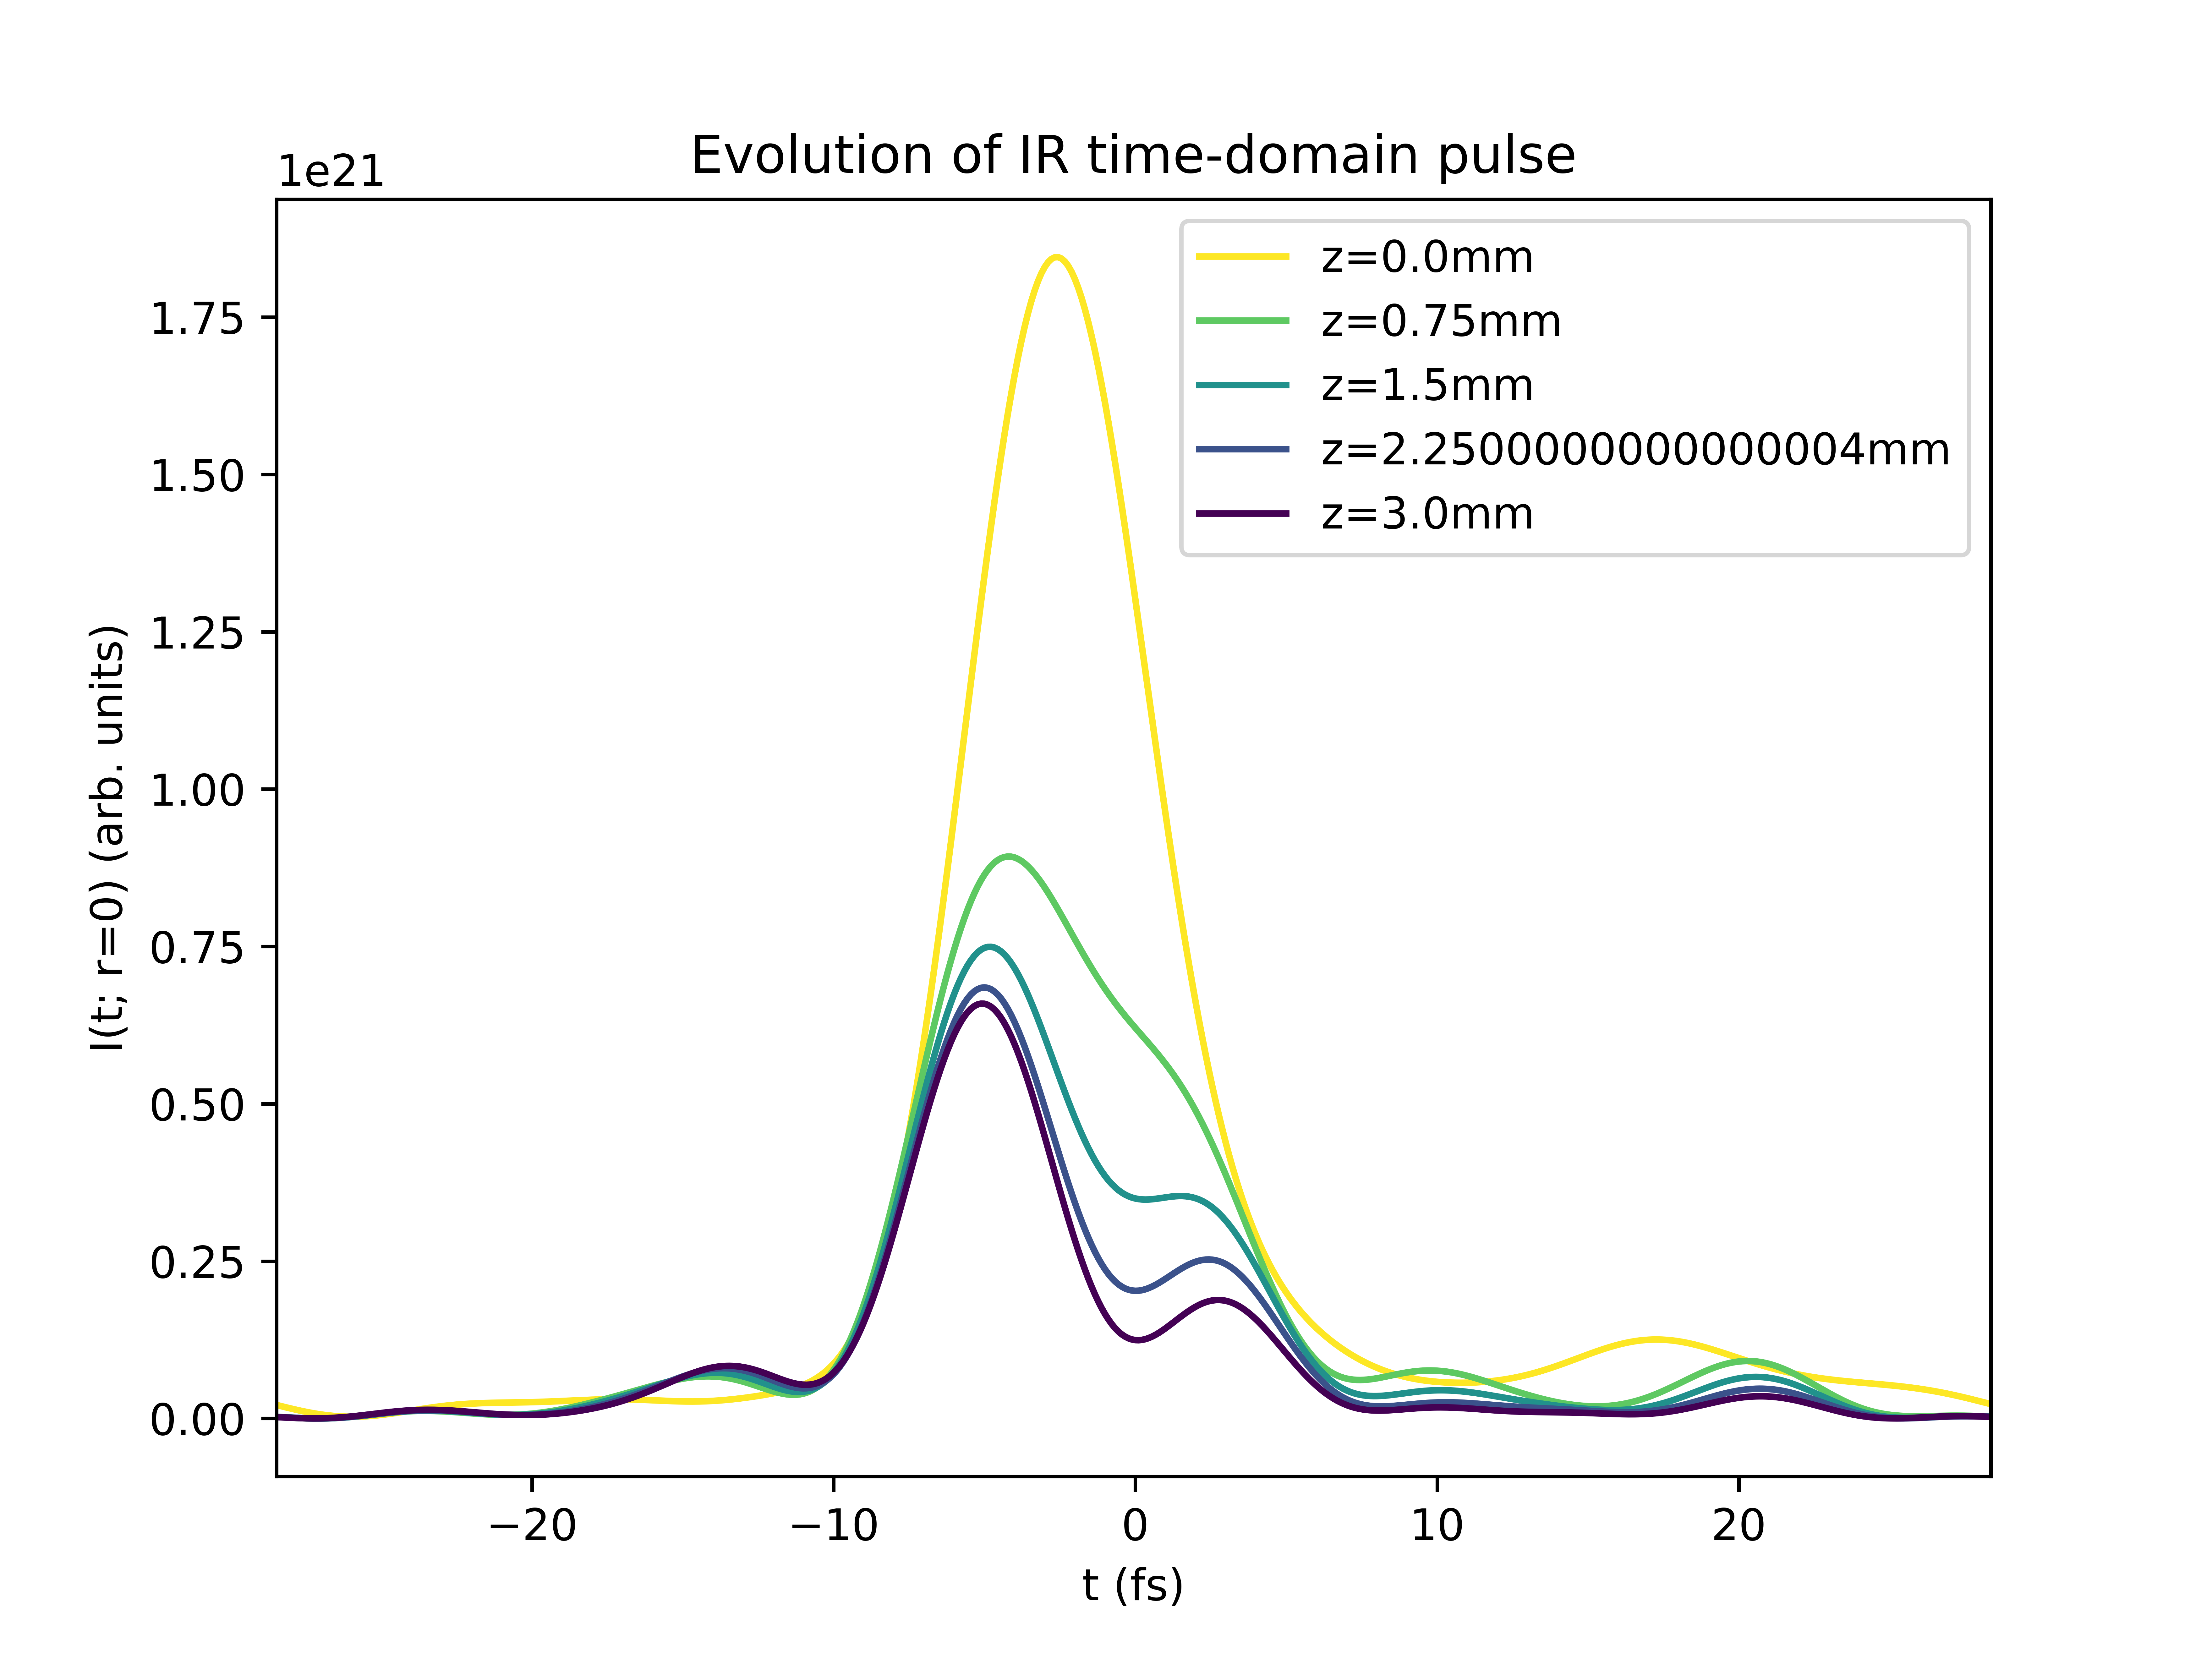 Evolution of IR time-domain pulse
1e21
z=0.0mm
z=0.75mm
z=1.5mm
z=2.2500000000000004mm
z=3.0mm
I(t; r=0) (arb. units)
1.75
1.50
1.25
1.00
0.75
0.50
0.25
0.00
−20 −10 0 10 20
t (fs)